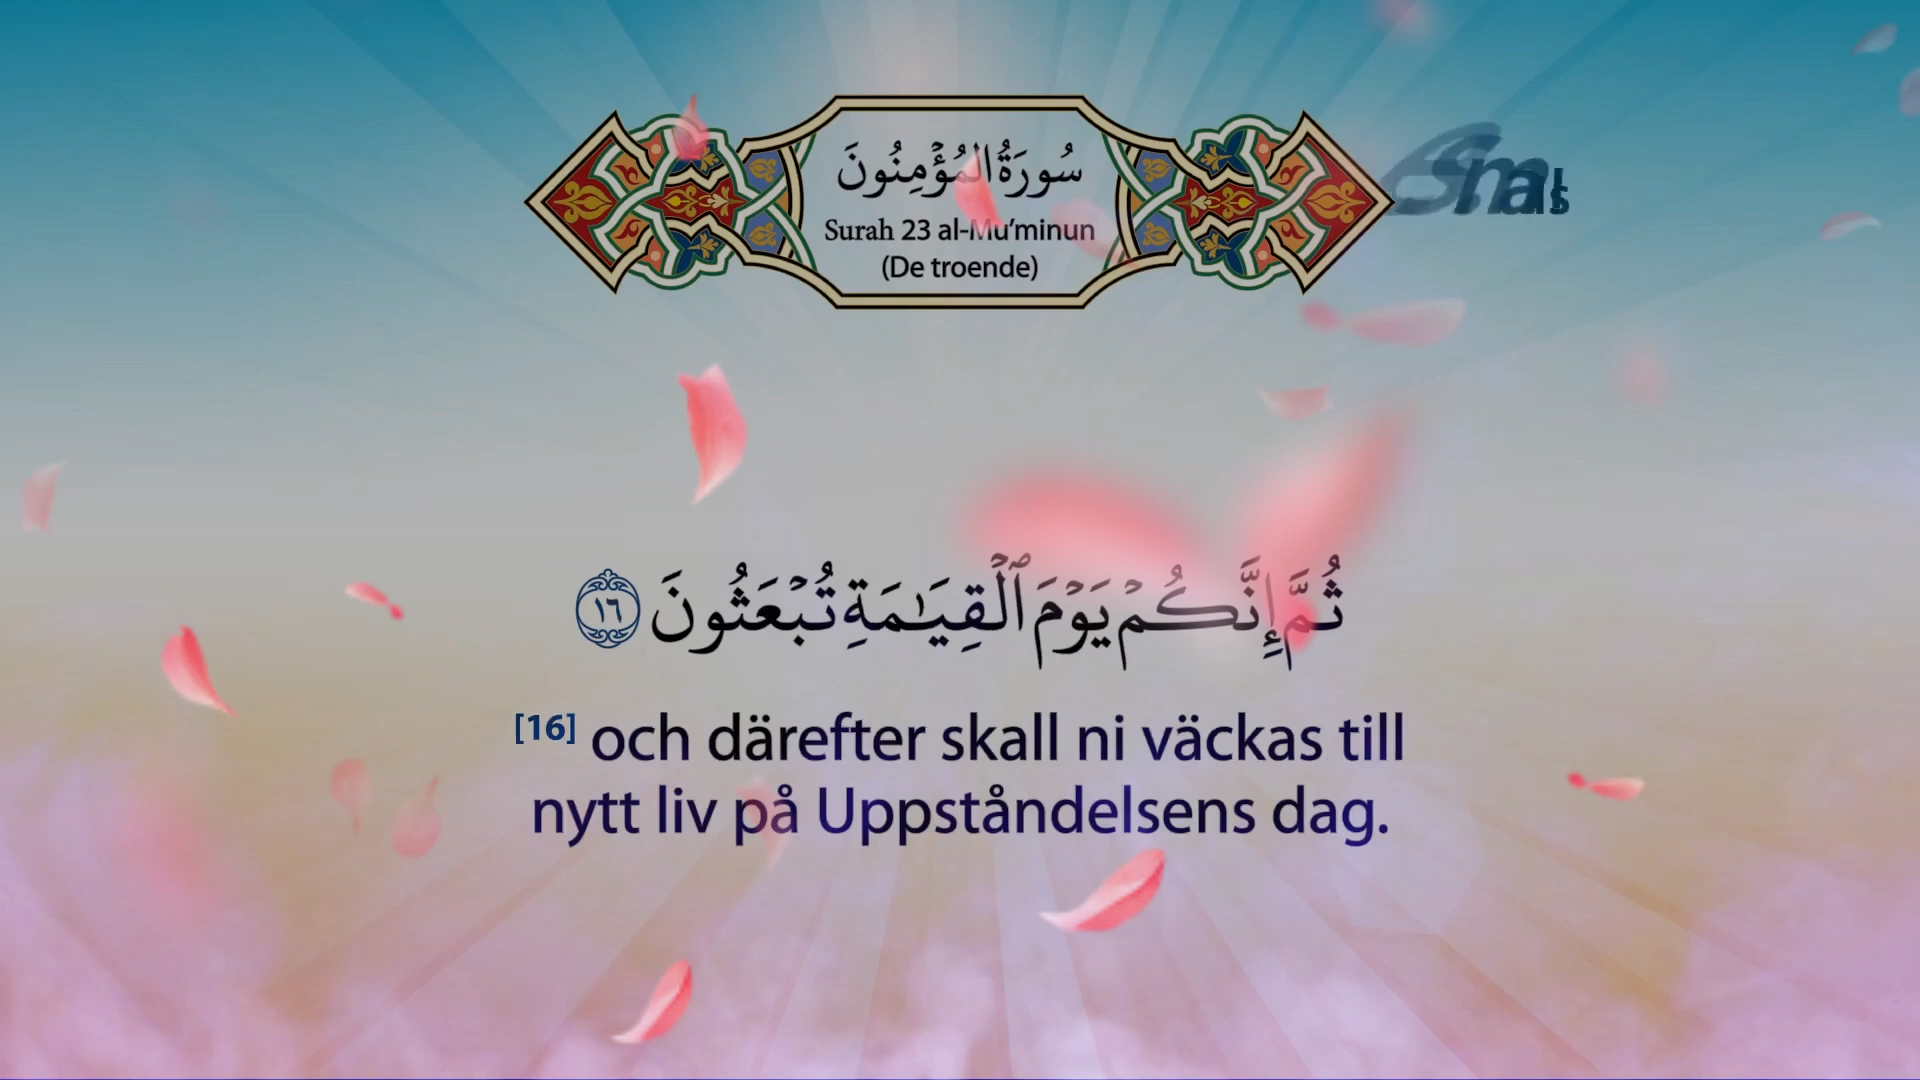 سُورَةُ الْمُؤْمِنُونَ
Surah 23 al-Mu’minun
(De troende)
ثُمَّ إِنَّكُمْ يَوْمَ ٱلْقِيَٰمَةِ تُبْعَثُونَ ١٦
[16] och därefter skall ni väckas till
nytt liv på Uppståndelsens dag.